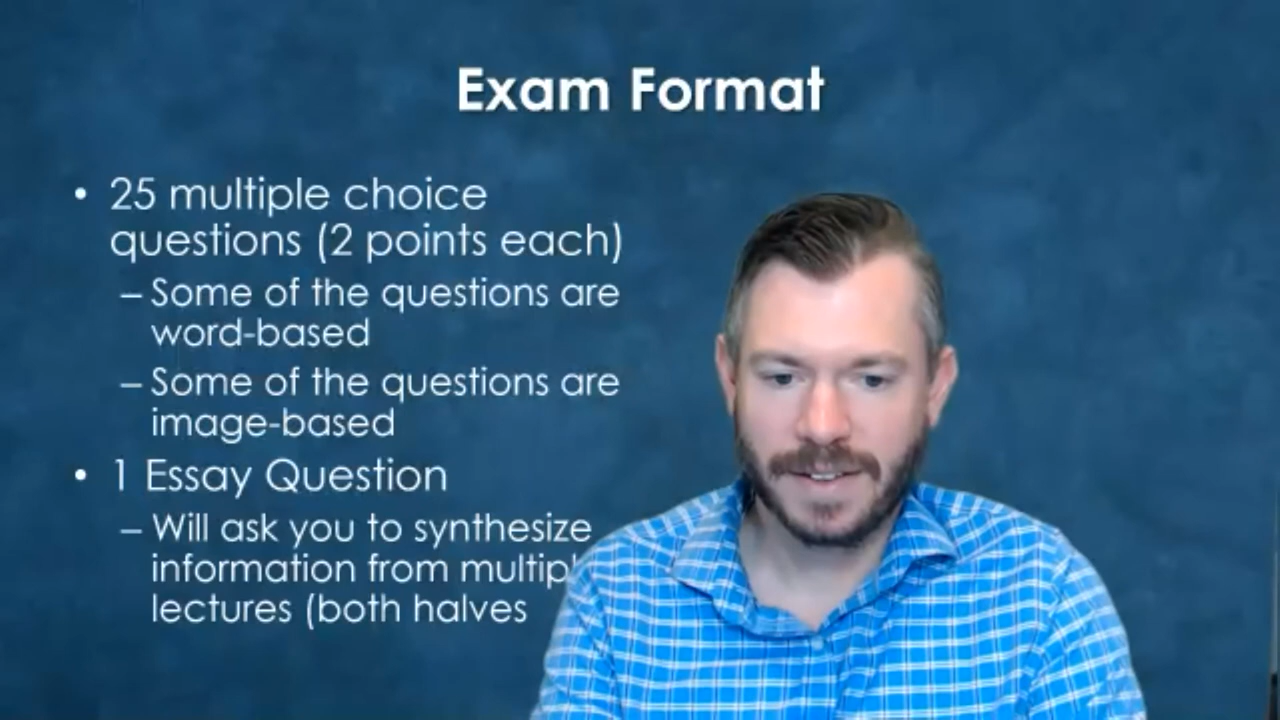 Exam Format
• 25 multiple choice
questions (2 points each)
– Some of the questions are
word-based
– Some of the questions are
image-based
• 1 Essay Question
– Will ask you to synthesize
information from
lectures (both halves